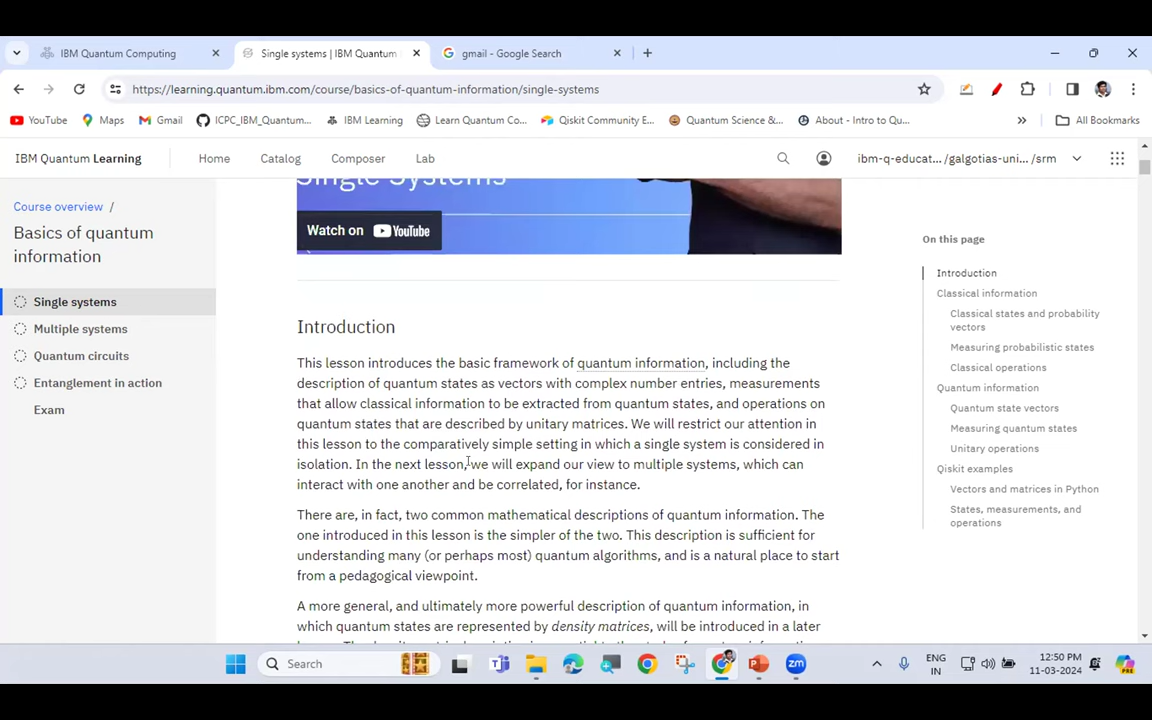 IBM Quantum Computing
Single systems | IBM Quantum
gmail - Google Search
https://learning.quantum.ibm.com/course/basics-of-quantum-information/single-systems
YouTube
Maps
Gmail
ICPC_IBM_Quantum...
IBM Learning
Learn Quantum Co...
Qiskit Community E...
Quantum Science &...
About - Intro to Qu...
All Bookmarks
IBM Quantum Learning
Home
Catalog
Composer
Lab
ibm-q-educat... /galgotias-uni... /srm
Course overview /
Basics of quantum
information
Single systems
Multiple systems
Quantum circuits
Entanglement in action
Exam
Single Systems
Watch on YouTube
Introduction
This lesson introduces the basic framework of quantum information, including the
description of quantum states as vectors with complex number entries, measurements
that allow classical information to be extracted from quantum states, and operations on
quantum states that are described by unitary matrices. We will restrict our attention in
this lesson to the comparatively simple setting in which a single system is considered in
isolation. In the next lesson, we will expand our view to multiple systems, which can
interact with one another and be correlated, for instance.
There are, in fact, two common mathematical descriptions of quantum information. The
one introduced in this lesson is the simpler of the two. This description is sufficient for
understanding many (or perhaps most) quantum algorithms, and is a natural place to start
from a pedagogical viewpoint.
A more general, and ultimately more powerful description of quantum information, in
which quantum states are represented by density matrices, will be introduced in a later
On this page
Introduction
Classical information
Classical states and probability
vectors
Measuring probabilistic states
Classical operations
Quantum information
Quantum state vectors
Measuring quantum states
Unitary operations
Qiskit examples
Vectors and matrices in Python
States, measurements, and
operations
Search
ENG
IN
12:50 PM
11-03-2024